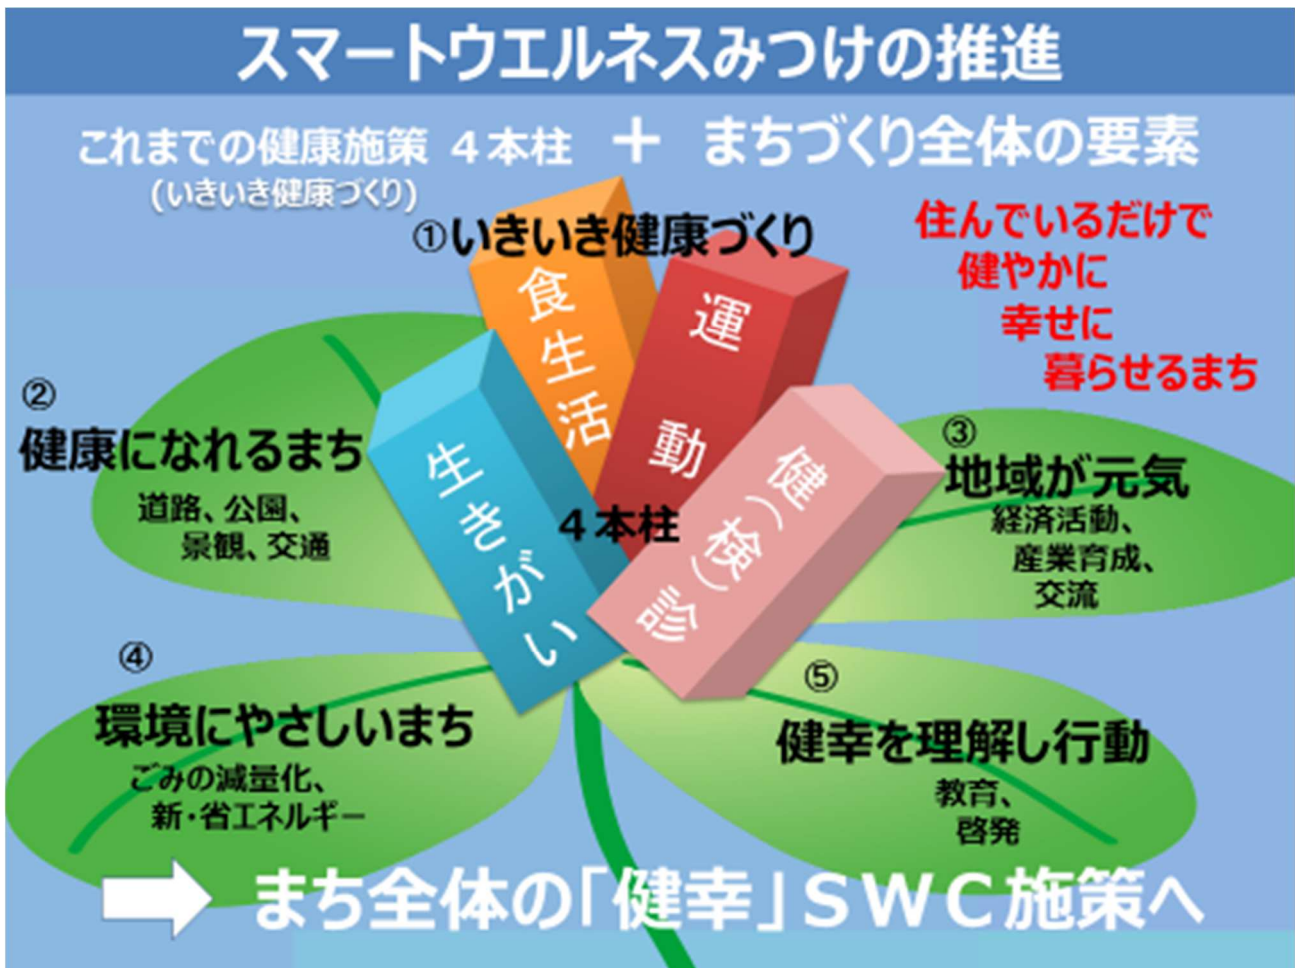 スマートウエルネスみつけの推進
これまでの健康施策 ４本柱 ＋ まちづくり全体の要素
(いきいき健康づくり)
①いきいき健康づくり
住んでいるだけで
健やかに
幸せに
暮らせるまち
食生活
運動
生きがい
健(検)診
４本柱
②
健康になれるまち
道路、公園、
景観、交通
③
地域が元気
経済活動、
産業育成、
交流
④
環境にやさしいまち
ごみの減量化、
新・省エネルギー
⑤
健幸を理解し行動
教育、
啓発
まち全体の「健幸」ＳＷＣ施策へ